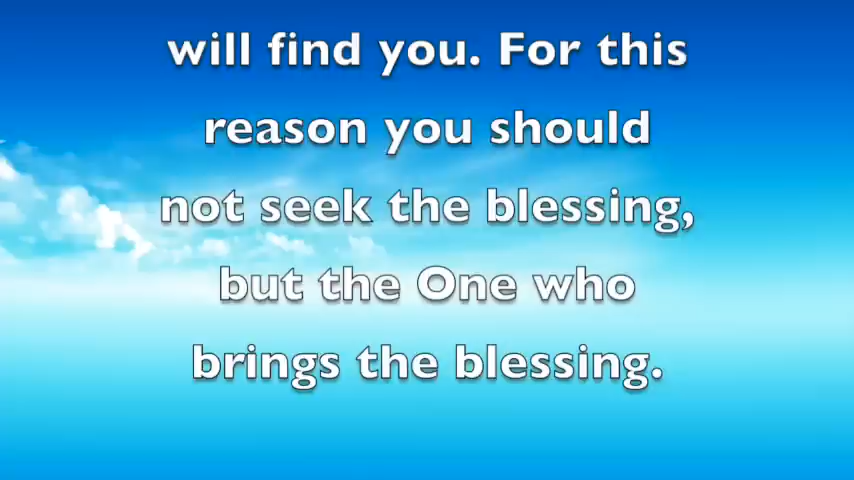 will find you. For this
reason you should
not seek the blessing,
but the One who
brings the blessing.